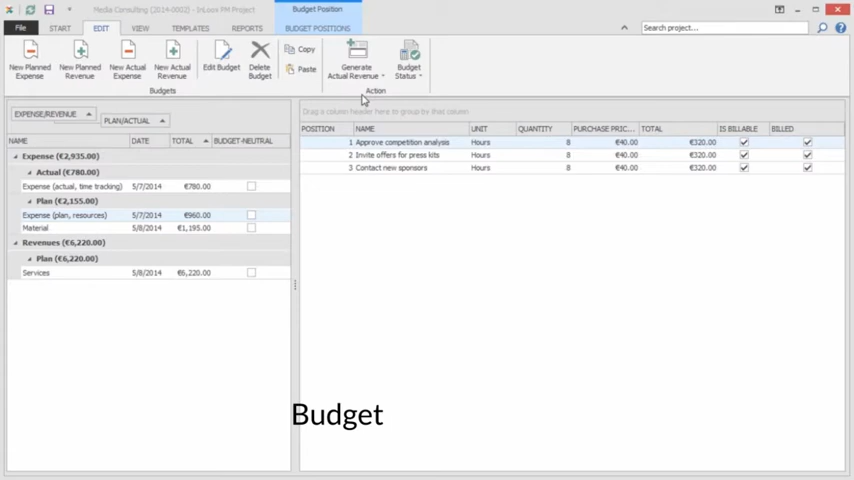 Media Consulting (2014-0002) - InLoox PM Project
Budget Position
File
START
EDIT
VIEW
TEMPLATES
REPORTS
BUDGET POSITIONS
Search project...
New Planned Expense
New Planned Revenue
New Actual Expense
New Actual Revenue
Edit Budget
Delete Budget
Copy
Paste
Generate Actual Revenue
Budget Status
Budgets
Action
EXPENSE/REVENUE
PLAN/ACTUAL
NAME DATE TOTAL BUDGET-NEUTRAL
Expense (€2,935.00)
Actual (€780.00)
Expense (actual, time tracking) 5/7/2014 €780.00
Plan (€2,155.00)
Expense (plan, resources) 5/7/2014 €960.00
Material 5/8/2014 €1,195.00
Revenues (€6,220.00)
Plan (€6,220.00)
Services 5/8/2014 €6,220.00
Drag a column header here to group by that column
POSITION NAME UNIT QUANTITY PURCHASE PRIC... TOTAL IS BILLABLE BILLED
1 Approve competition analysis Hours 8 €40.00 €320.00
2 Invite offers for press kits Hours 8 €40.00 €320.00
3 Contact new sponsors Hours 8 €40.00 €320.00
Budget